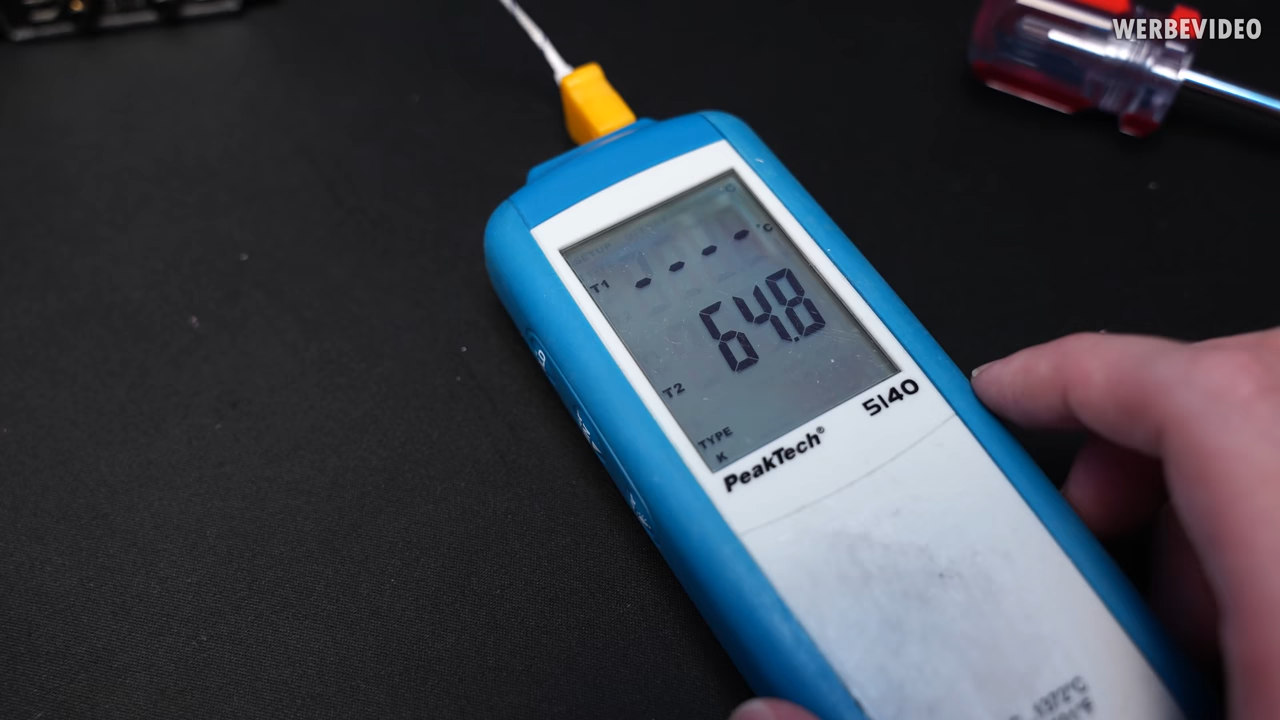 WERBEVIDEO
T1 - - - - °C
64.8
T2
TYPE
K
PeakTech® 5140